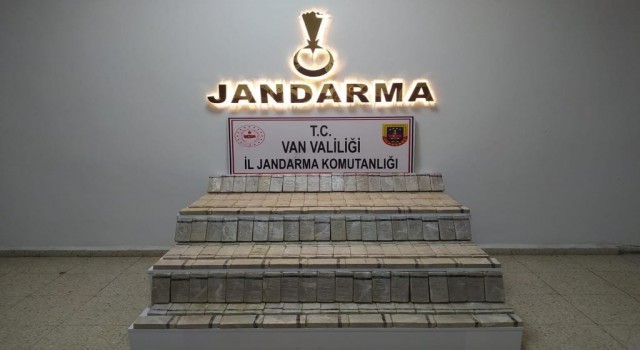 JANDARMA
T.C.
VAN VALİLİĞİ
İL JANDARMA KOMUTANLIĞI